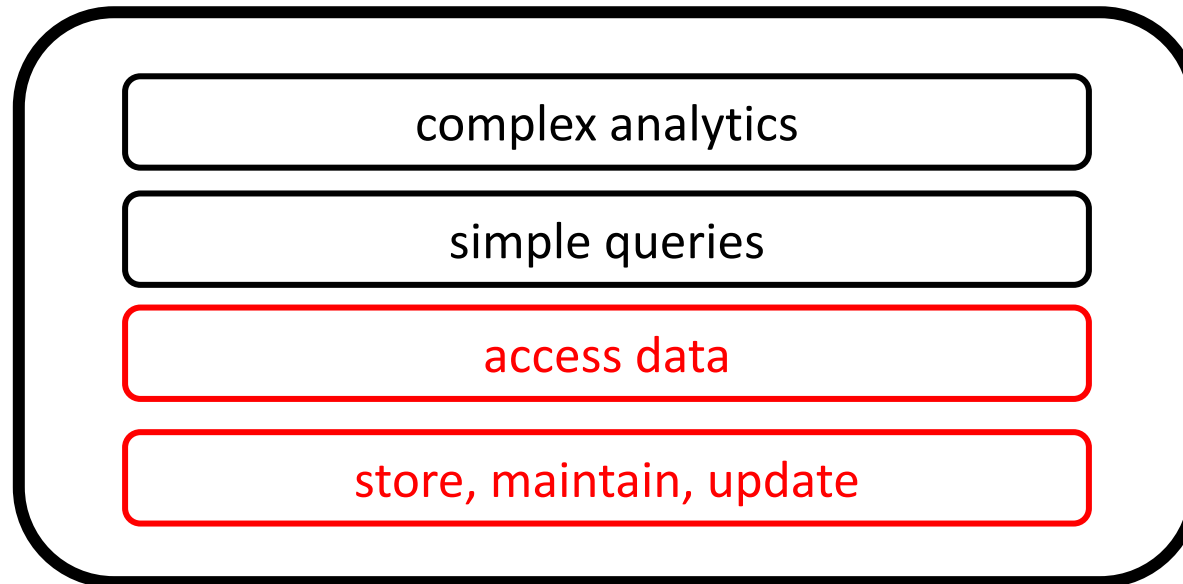 complex analytics
simple queries
access data
store, maintain, update